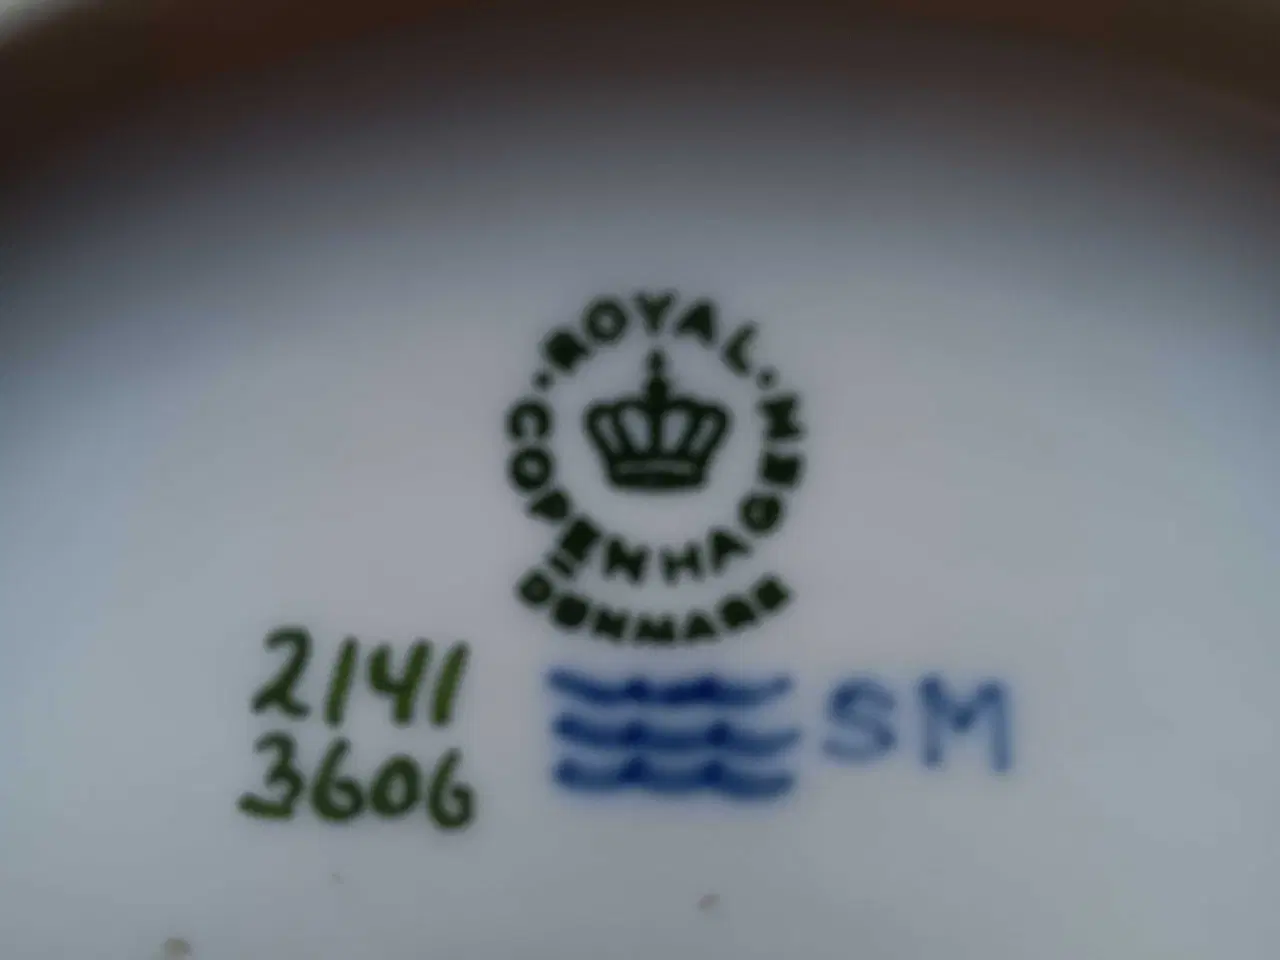 ROYAL
COPENHAGEN
DENMARK
2141
3606
SM